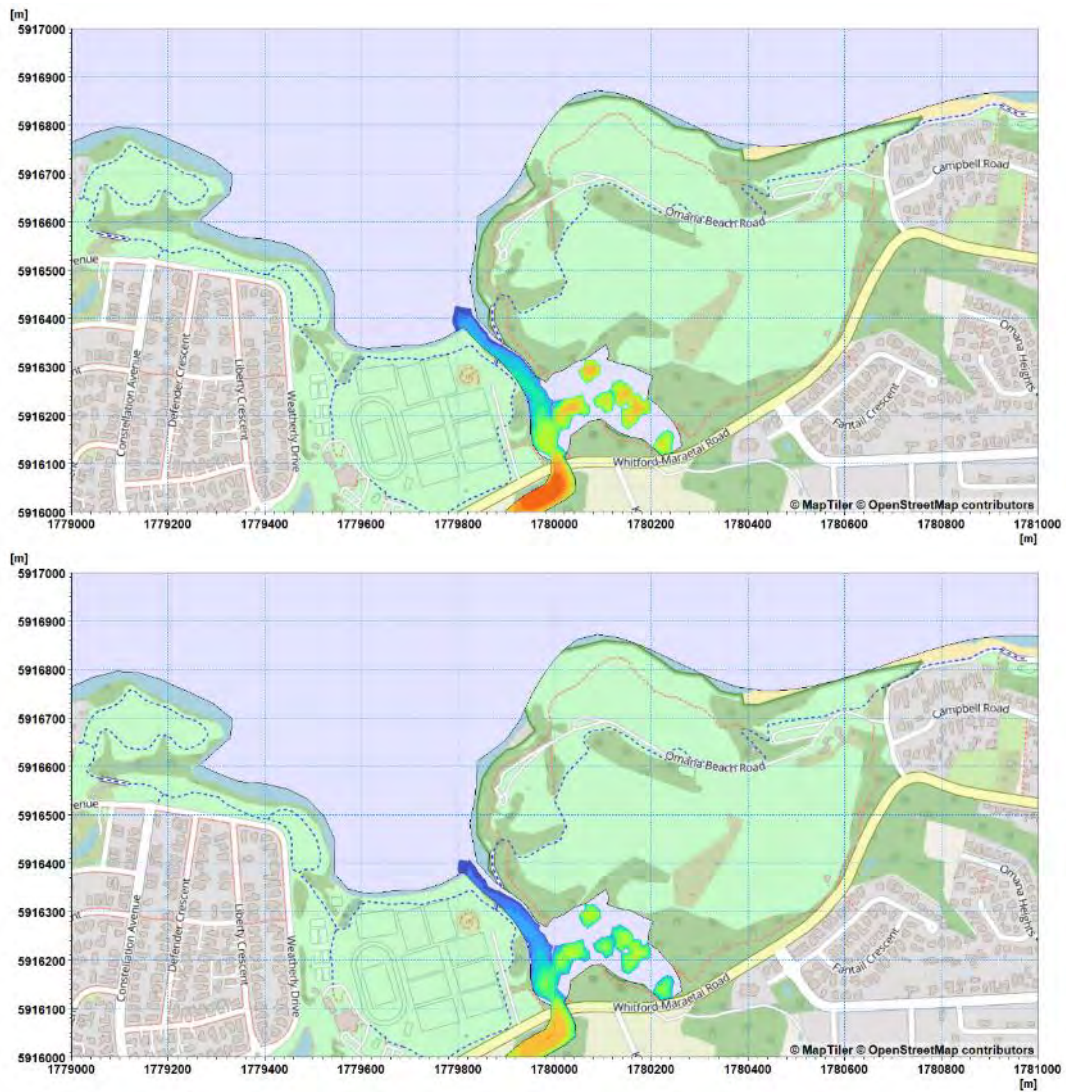 [m]
5917000
5916900
5916800
5916700
5916600
5916500
5916400
5916300
5916200
5916100
5916000
Campbell Road
Omana Beach Road
enue
Constellation Avenue
Defender Crescent
Liberty Crescent
Weatherly Drive
Omana Heights
Fantail Crescent
Whitford-Maraetai Road
© MapTiler © OpenStreetMap contributors
1779000 1779200 1779400 1779600 1779800 1780000 1780200 1780400 1780600 1780800 1781000
[m]
[m]
5917000
5916900
5916800
5916700
5916600
5916500
5916400
5916300
5916200
5916100
5916000
Campbell Road
Omana Beach Road
enue
Constellation Avenue
Defender Crescent
Liberty Crescent
Weatherly Drive
Omana Heights
Fantail Crescent
Whitford-Maraetai Road
© MapTiler © OpenStreetMap contributors
1779000 1779200 1779400 1779600 1779800 1780000 1780200 1780400 1780600 1780800 1781000
[m]